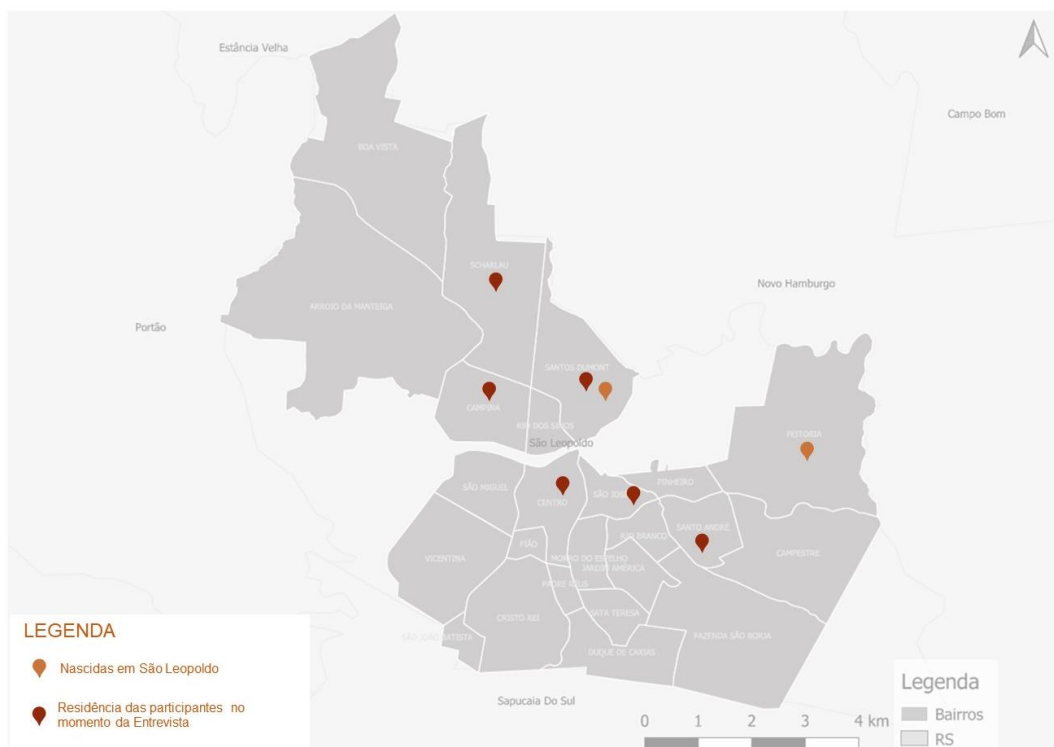 Estância Velha
Campo Bom
BOA VISTA
SCHARLAU
Novo Hamburgo
ARROIO DA MANTEIGA
Portão
SANTOS DUMONT
CAMPINA
RIO DOS SINOS
FEITORIA
São Leopoldo
PINHEIRO
SÃO MIGUEL
CENTRO
SÃO JOSÉ
SANTO ANDRÉ
RIO BRANCO
FIÃO
CAMPESTRE
VICENTINA
MORRO DO ESPELHO
JARDIM AMÉRICA
PADRE REUS
CRISTO REI
SATA TERESA
SÃO JOÃO BATISTA
FAZENDA SÃO BORJA
DUQUE DE CAXIAS
Sapucaia Do Sul
LEGENDA
Nascidas em São Leopoldo
Residência das participantes no
momento da Entrevista
0 1 2 3 4 km
Legenda
Bairros
RS